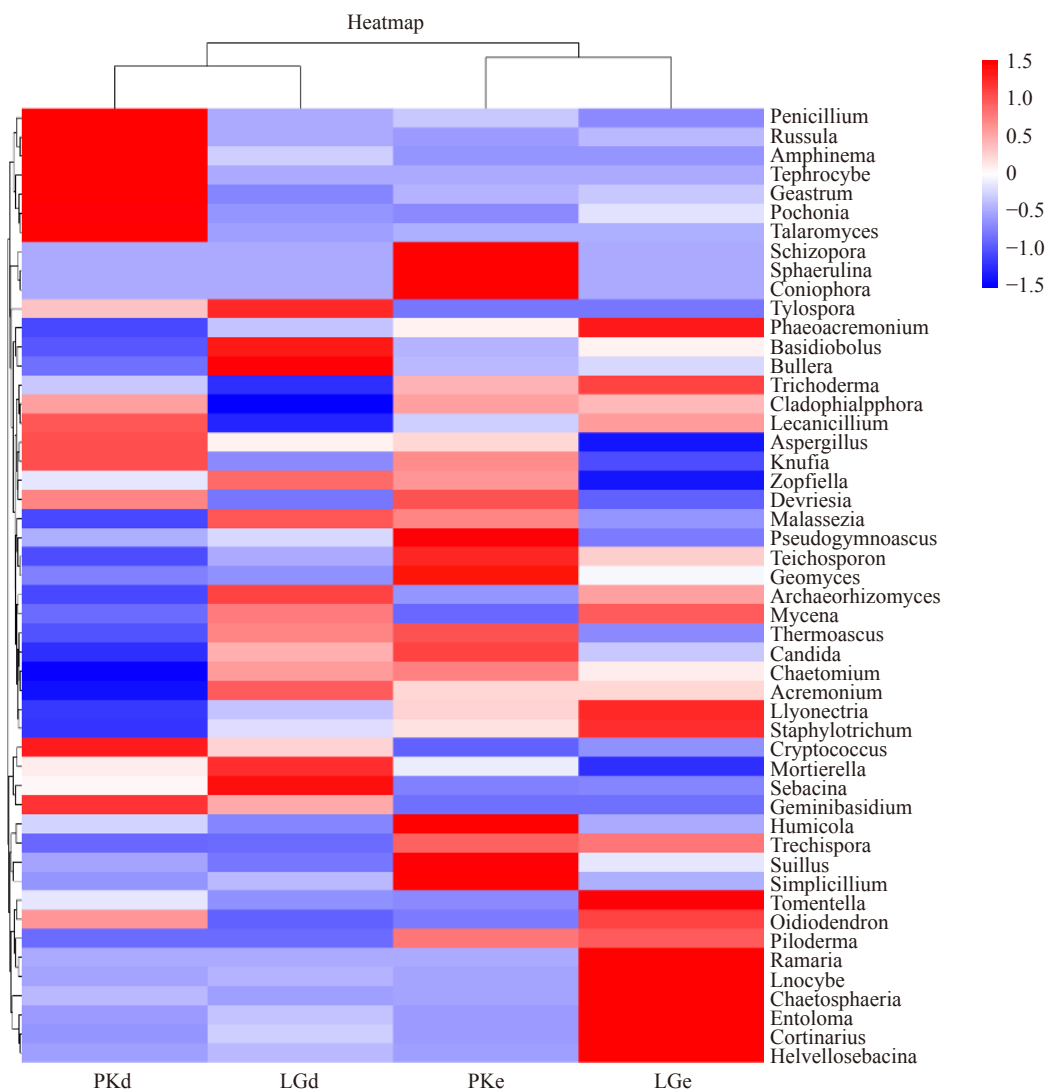 Heatmap
1.5
1.0
0.5
0
−0.5
−1.0
−1.5
Penicillium
Russula
Amphinema
Tephrocybe
Geastrum
Pochonia
Talaromyces
Schizopora
Sphaerulina
Coniophora
Tylospora
Phaeoacremonium
Basidiobolus
Bullera
Trichoderma
Cladophialpphora
Lecanicillium
Aspergillus
Knufia
Zopfiella
Devriesia
Malassezia
Pseudogymnoascus
Teichosporon
Geomyces
Archaeorhizomyces
Mycena
Thermoascus
Candida
Chaetomium
Acremonium
Llyonectria
Staphylotrichum
Cryptococcus
Mortierella
Sebacina
Geminibasidium
Humicola
Trechispora
Suillus
Simplicillium
Tomentella
Oidiodendron
Piloderma
Ramaria
Lnocybe
Chaetosphaeria
Entoloma
Cortinarius
Helvellosebacina
PKd LGd PKe LGe